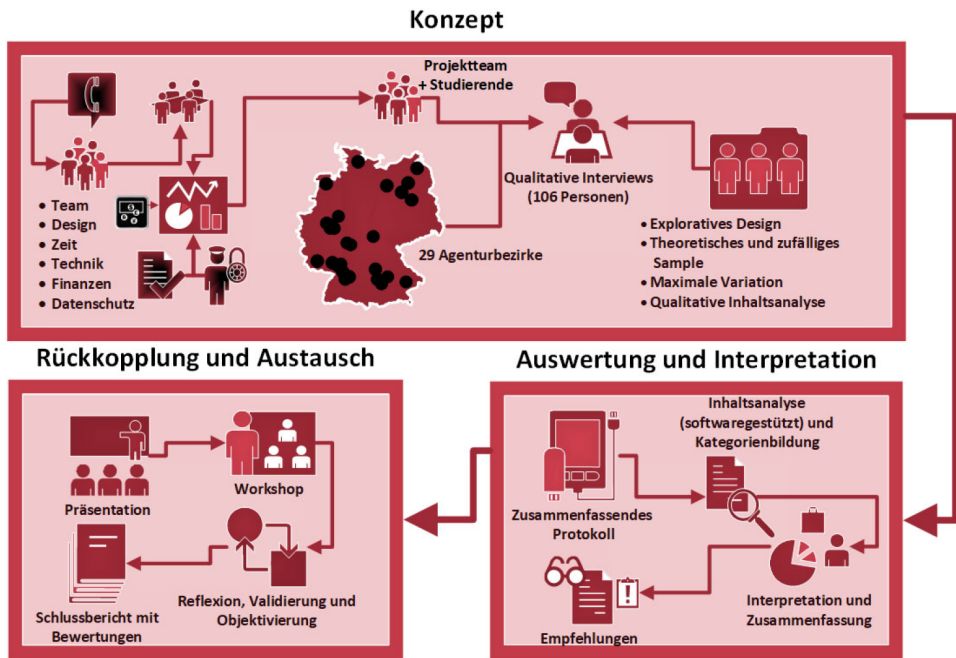 Konzept
Projektteam
+ Studierende
• Team
• Design
• Zeit
• Technik
• Finanzen
• Datenschutz
29 Agenturbezirke
Qualitative Interviews
(106 Personen)
• Exploratives Design
• Theoretisches und zufälliges
Sample
• Maximale Variation
• Qualitative Inhaltsanalyse
Rückkopplung und Austausch
Präsentation
Workshop
Reflexion, Validierung und
Objektivierung
Schlussbericht mit
Bewertungen
Auswertung und Interpretation
Inhaltsanalyse
(softwaregestützt) und
Kategorienbildung
Zusammenfassendes
Protokoll
Interpretation und
Zusammenfassung
Empfehlungen